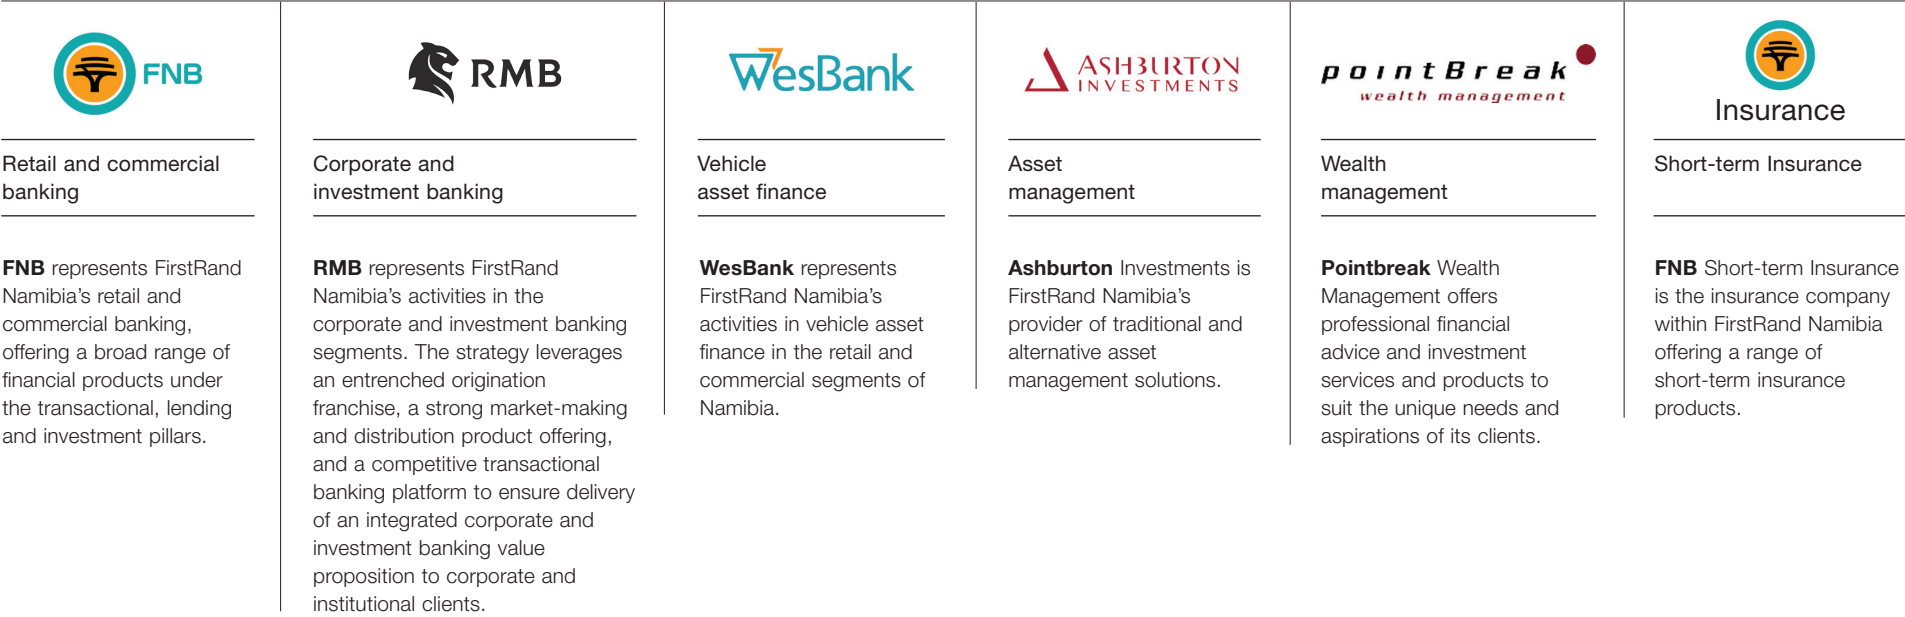 FNB
Retail and commercial
banking
FNB represents FirstRand
Namibia’s retail and
commercial banking,
offering a broad range of
financial products under
the transactional, lending
and investment pillars.
RMB
Corporate and
investment banking
RMB represents FirstRand
Namibia’s activities in the
corporate and investment banking
segments. The strategy leverages
an entrenched origination
franchise, a strong market-making
and distribution product offering,
and a competitive transactional
banking platform to ensure delivery
of an integrated corporate and
investment banking value
proposition to corporate and
institutional clients.
WesBank
Vehicle
asset finance
WesBank represents
FirstRand Namibia’s
activities in vehicle asset
finance in the retail and
commercial segments of
Namibia.
ASHBURTON
INVESTMENTS
Asset
management
Ashburton Investments is
FirstRand Namibia’s
provider of traditional and
alternative asset
management solutions.
pointBreak
wealth management
Wealth
management
Pointbreak Wealth
Management offers
professional financial
advice and investment
services and products to
suit the unique needs and
aspirations of its clients.
Insurance
Short-term Insurance
FNB Short-term Insurance
is the insurance company
within FirstRand Namibia
offering a range of
short-term insurance
products.